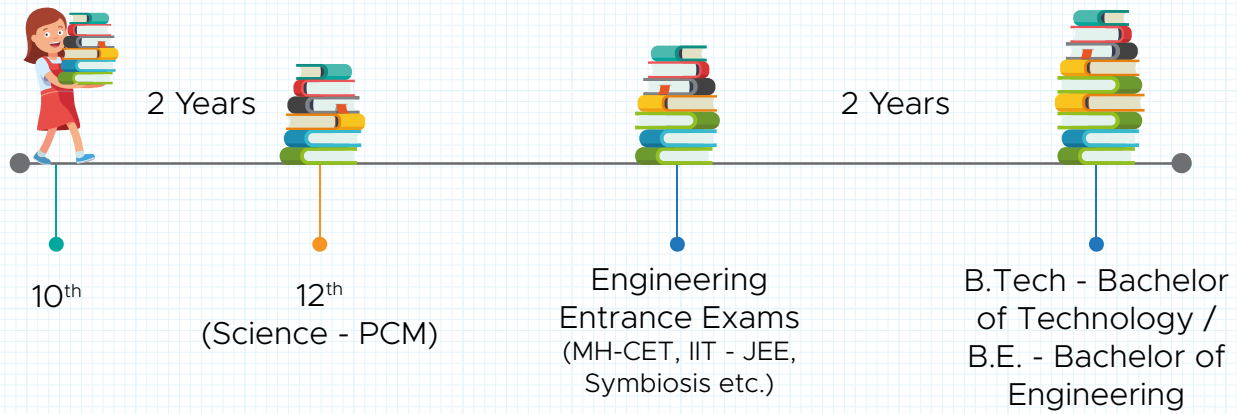 2 Years
2 Years
10th
12th
(Science - PCM)
Engineering
Entrance Exams
(MH-CET, IIT - JEE,
Symbiosis etc.)
B.Tech - Bachelor
of Technology /
B.E. - Bachelor of
Engineering